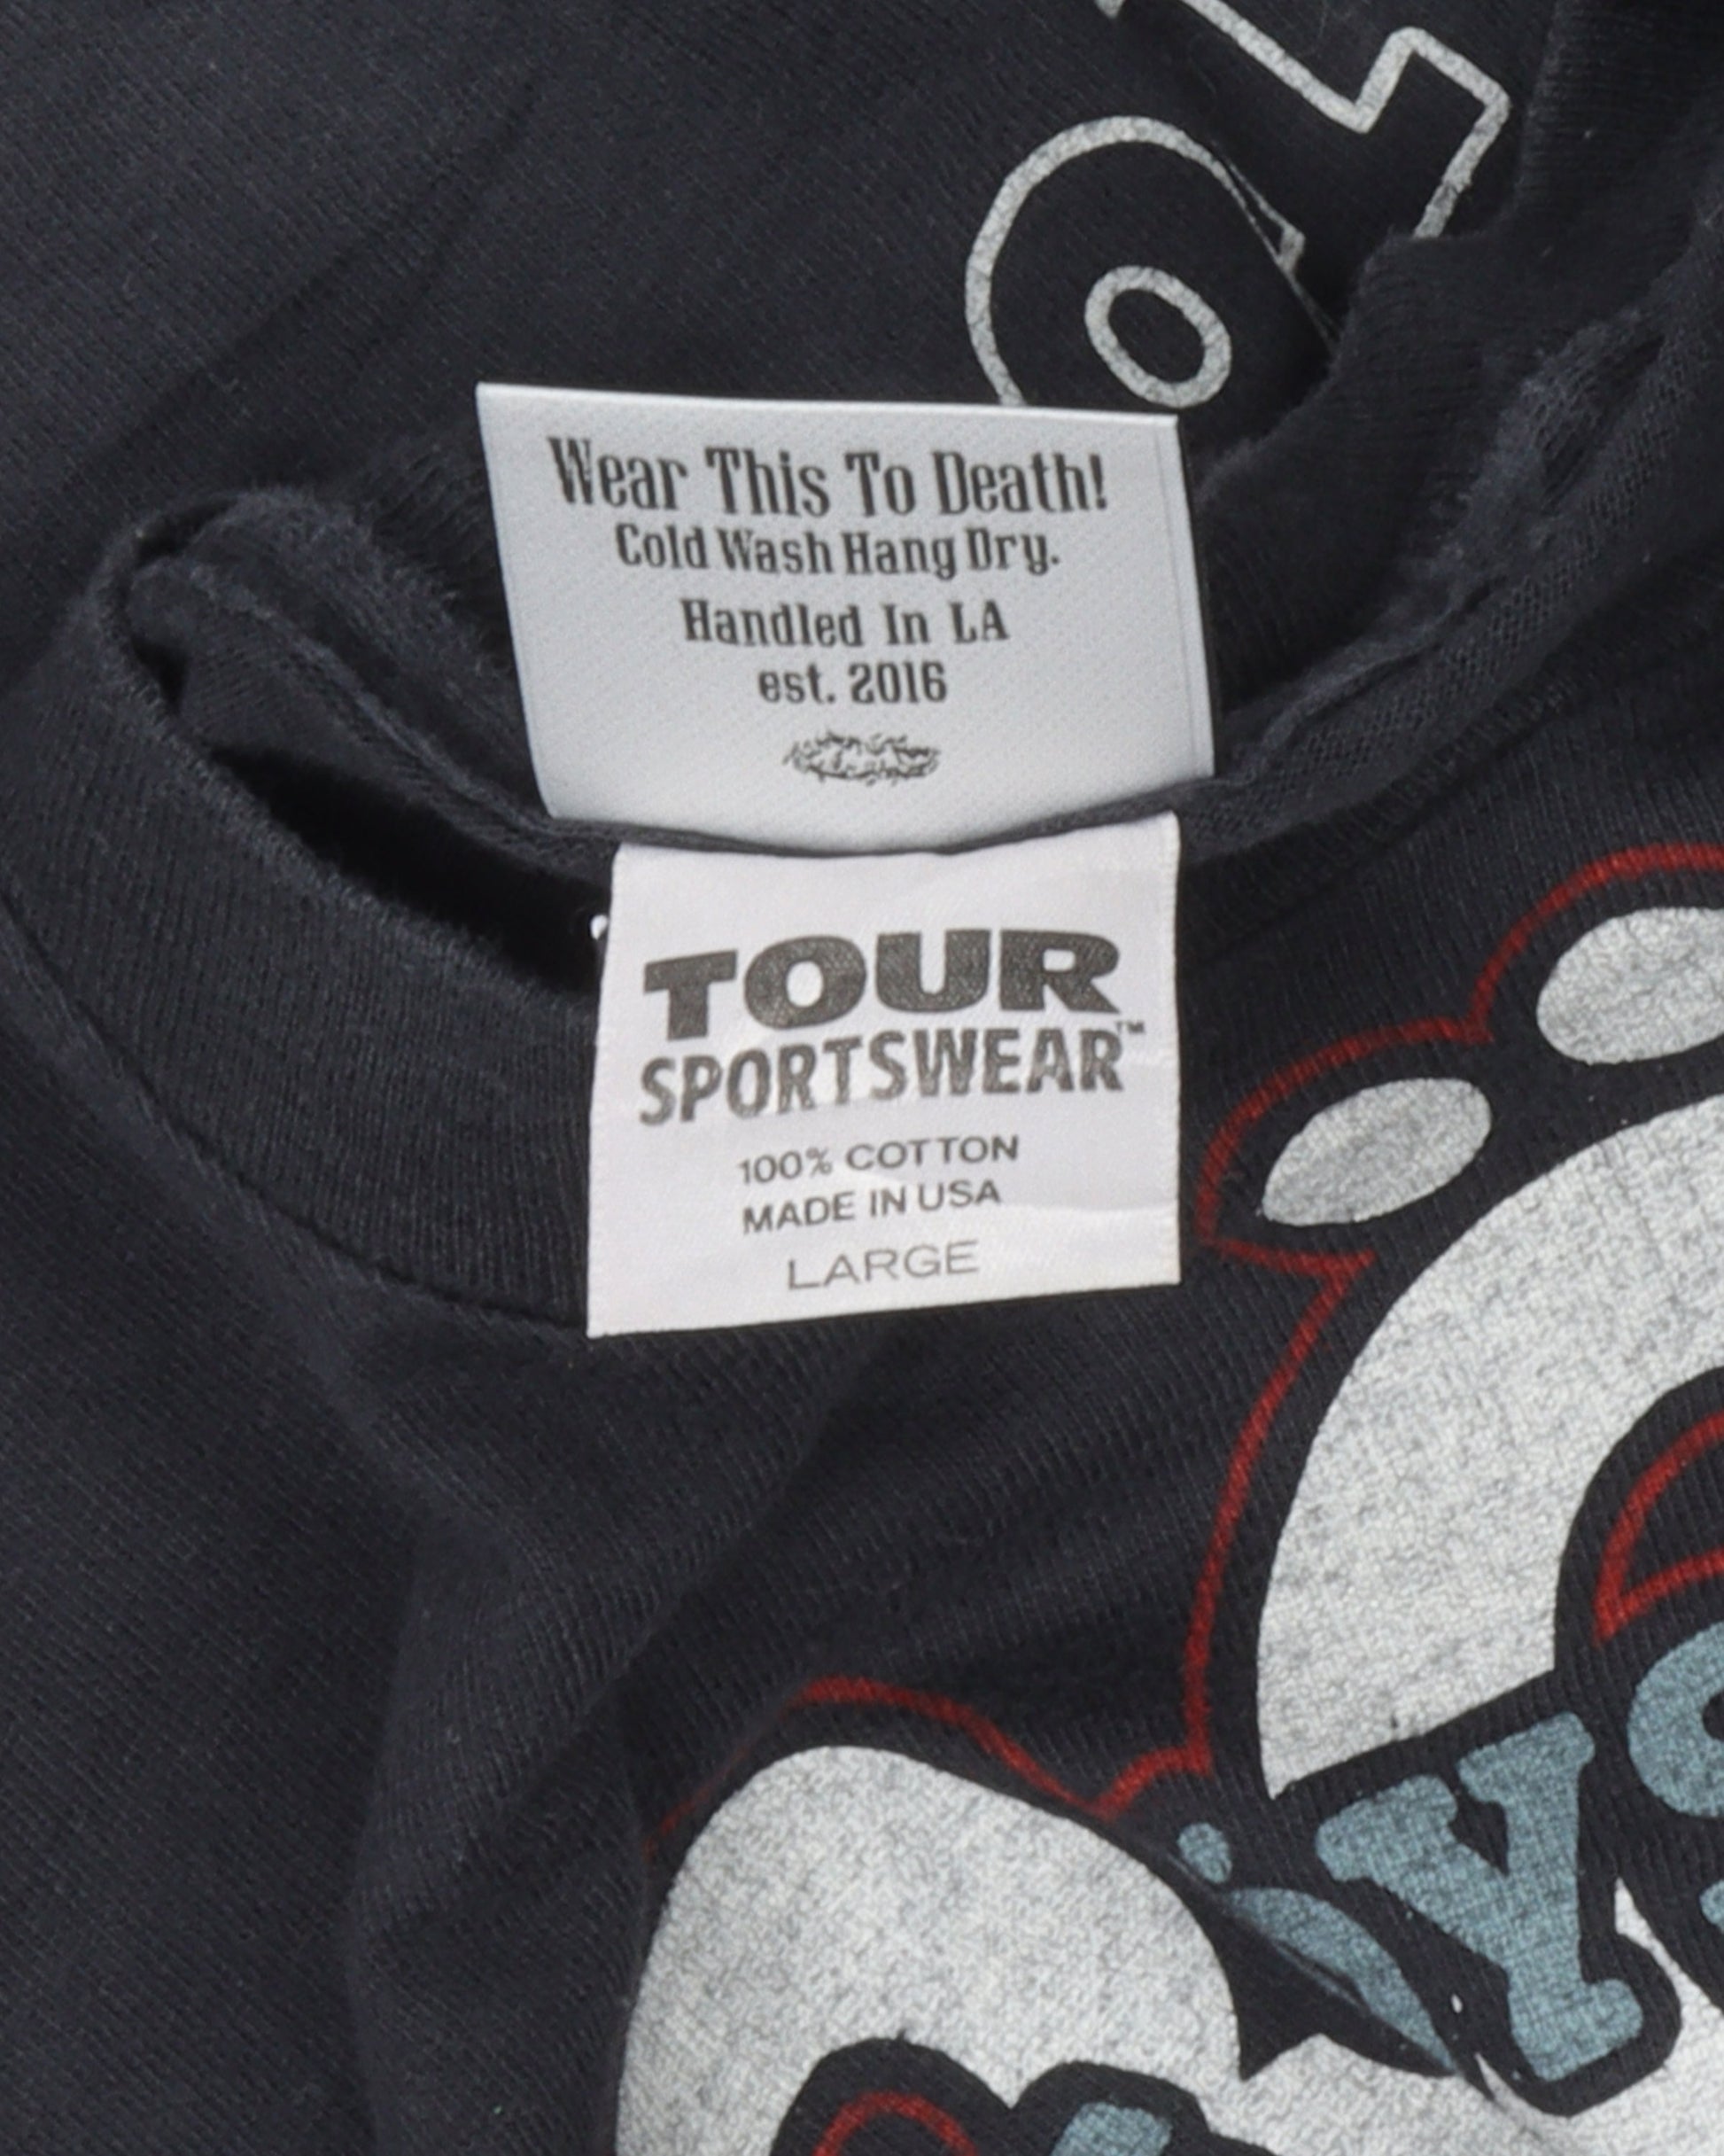 Wear This To Death!
Cold Wash Hang Dry.
Handled In LA
est. 2016
TOUR
SPORTSWEAR™
100% COTTON
MADE IN USA
LARGE